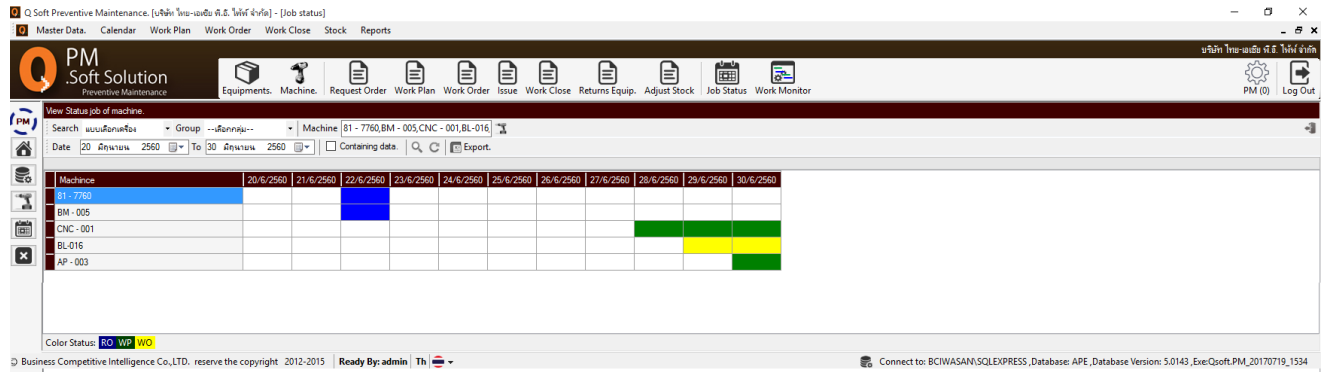 Q Soft Preventive Maintenance. [บริษัท ไทย-เอเซีย พี.อี. ไพ้พ์ จำกัด] - [Job status]
Master Data. Calendar Work Plan Work Order Work Close Stock Reports
บริษัท ไทย-เอเซีย พี.อี. ไพ้พ์ จำกัด
PM
.Soft Solution
Preventive Maintenance
Equipments. Machine. Request Order Work Plan Work Order Issue Work Close Returns Equip. Adjust Stock Job Status Work Monitor PM (0) Log Out
View Status job of machine.
PM
Search แบบเลือกเครื่อง Group --เลือกกลุ่ม-- Machine 81 - 7760,BM - 005,CNC - 001,BL-016,
Date 20 มิถุนายน 2560 To 30 มิถุนายน 2560 Containing data. Export.
Machince 20/6/2560 21/6/2560 22/6/2560 23/6/2560 24/6/2560 25/6/2560 26/6/2560 27/6/2560 28/6/2560 29/6/2560 30/6/2560
81 - 7760
BM - 005
CNC - 001
BL-016
AP - 003
Color Status: RO WP WO
Business Competitive Intelligence Co.,LTD. reserve the copyright 2012-2015 Ready By: admin Th Connect to: BCIWASAN\SQLEXPRESS ,Database: APE ,Database Version: 5.0143 ,Exe:Qsoft.PM_20170719_1534